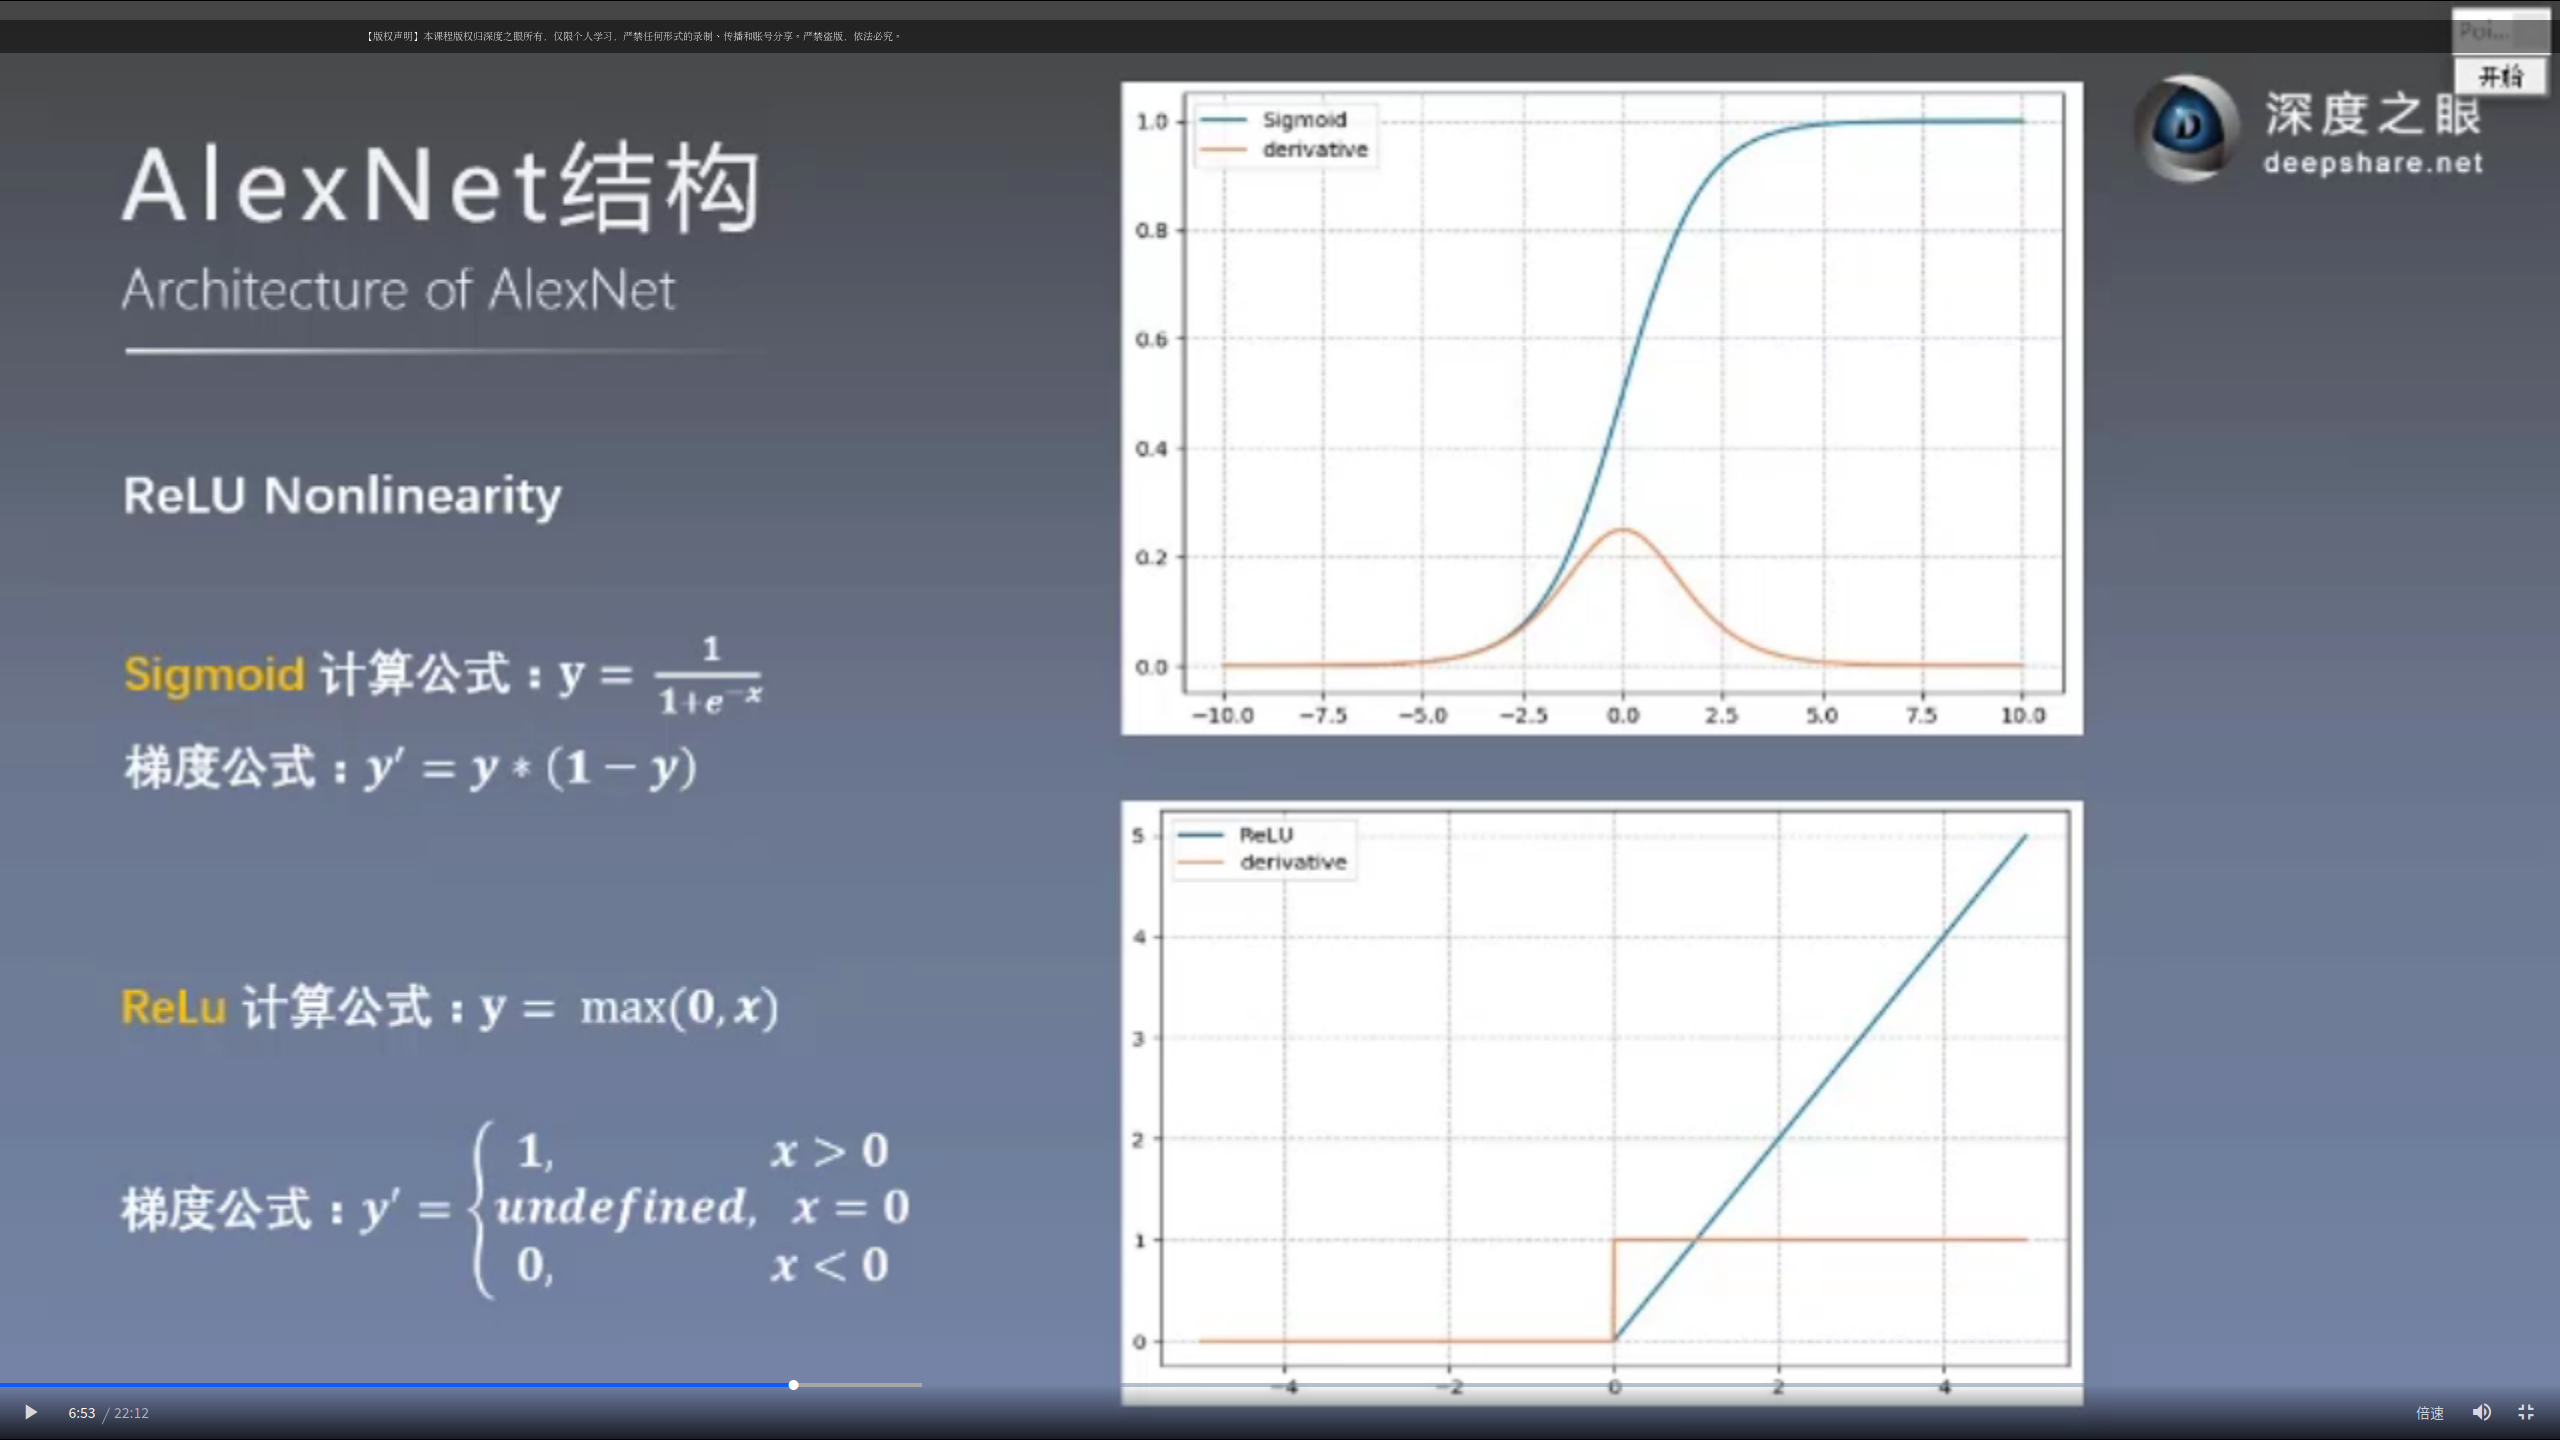 【版权声明】本课程版权归深度之眼所有,仅限个人学习,严禁任何形式的录制、传播和账号分享。严禁盗版,依法必究。
Poi...
开始
深度之眼
deepshare.net
AlexNet结构
Architecture of AlexNet
ReLU Nonlinearity
Sigmoid 计算公式：y = 1/(1+e^{-x})
梯度公式：y′ = y * (1 − y)
ReLu 计算公式：y = max(0, x)
梯度公式：y′ = {
1, x > 0
undefined, x = 0
0, x < 0
Sigmoid
derivative
1.0
0.8
0.6
0.4
0.2
0.0
−10.0 −7.5 −5.0 −2.5 0.0 2.5 5.0 7.5 10.0
ReLU
derivative
5
4
3
2
1
0
−4 −2 0 2 4
6:53 / 22:12
倍速